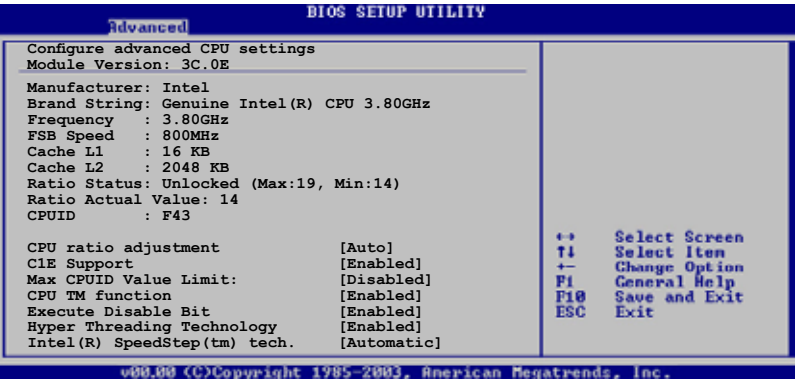 BIOS SETUP UTILITY
Advanced
Configure advanced CPU settings
Module Version: 3C.0E
Manufacturer: Intel
Brand String: Genuine Intel(R) CPU 3.80GHz
Frequency : 3.80GHz
FSB Speed : 800MHz
Cache L1 : 16 KB
Cache L2 : 2048 KB
Ratio Status: Unlocked (Max:19, Min:14)
Ratio Actual Value: 14
CPUID : F43
CPU ratio adjustment [Auto]
C1E Support [Enabled]
Max CPUID Value Limit: [Disabled]
CPU TM function [Enabled]
Execute Disable Bit [Enabled]
Hyper Threading Technology [Enabled]
Intel(R) SpeedStep(tm) tech. [Automatic]
↔ Select Screen
↑↓ Select Item
+- Change Option
F1 General Help
F10 Save and Exit
ESC Exit
v00.00 (C)Copyright 1985-2003, American Megatrends, Inc.